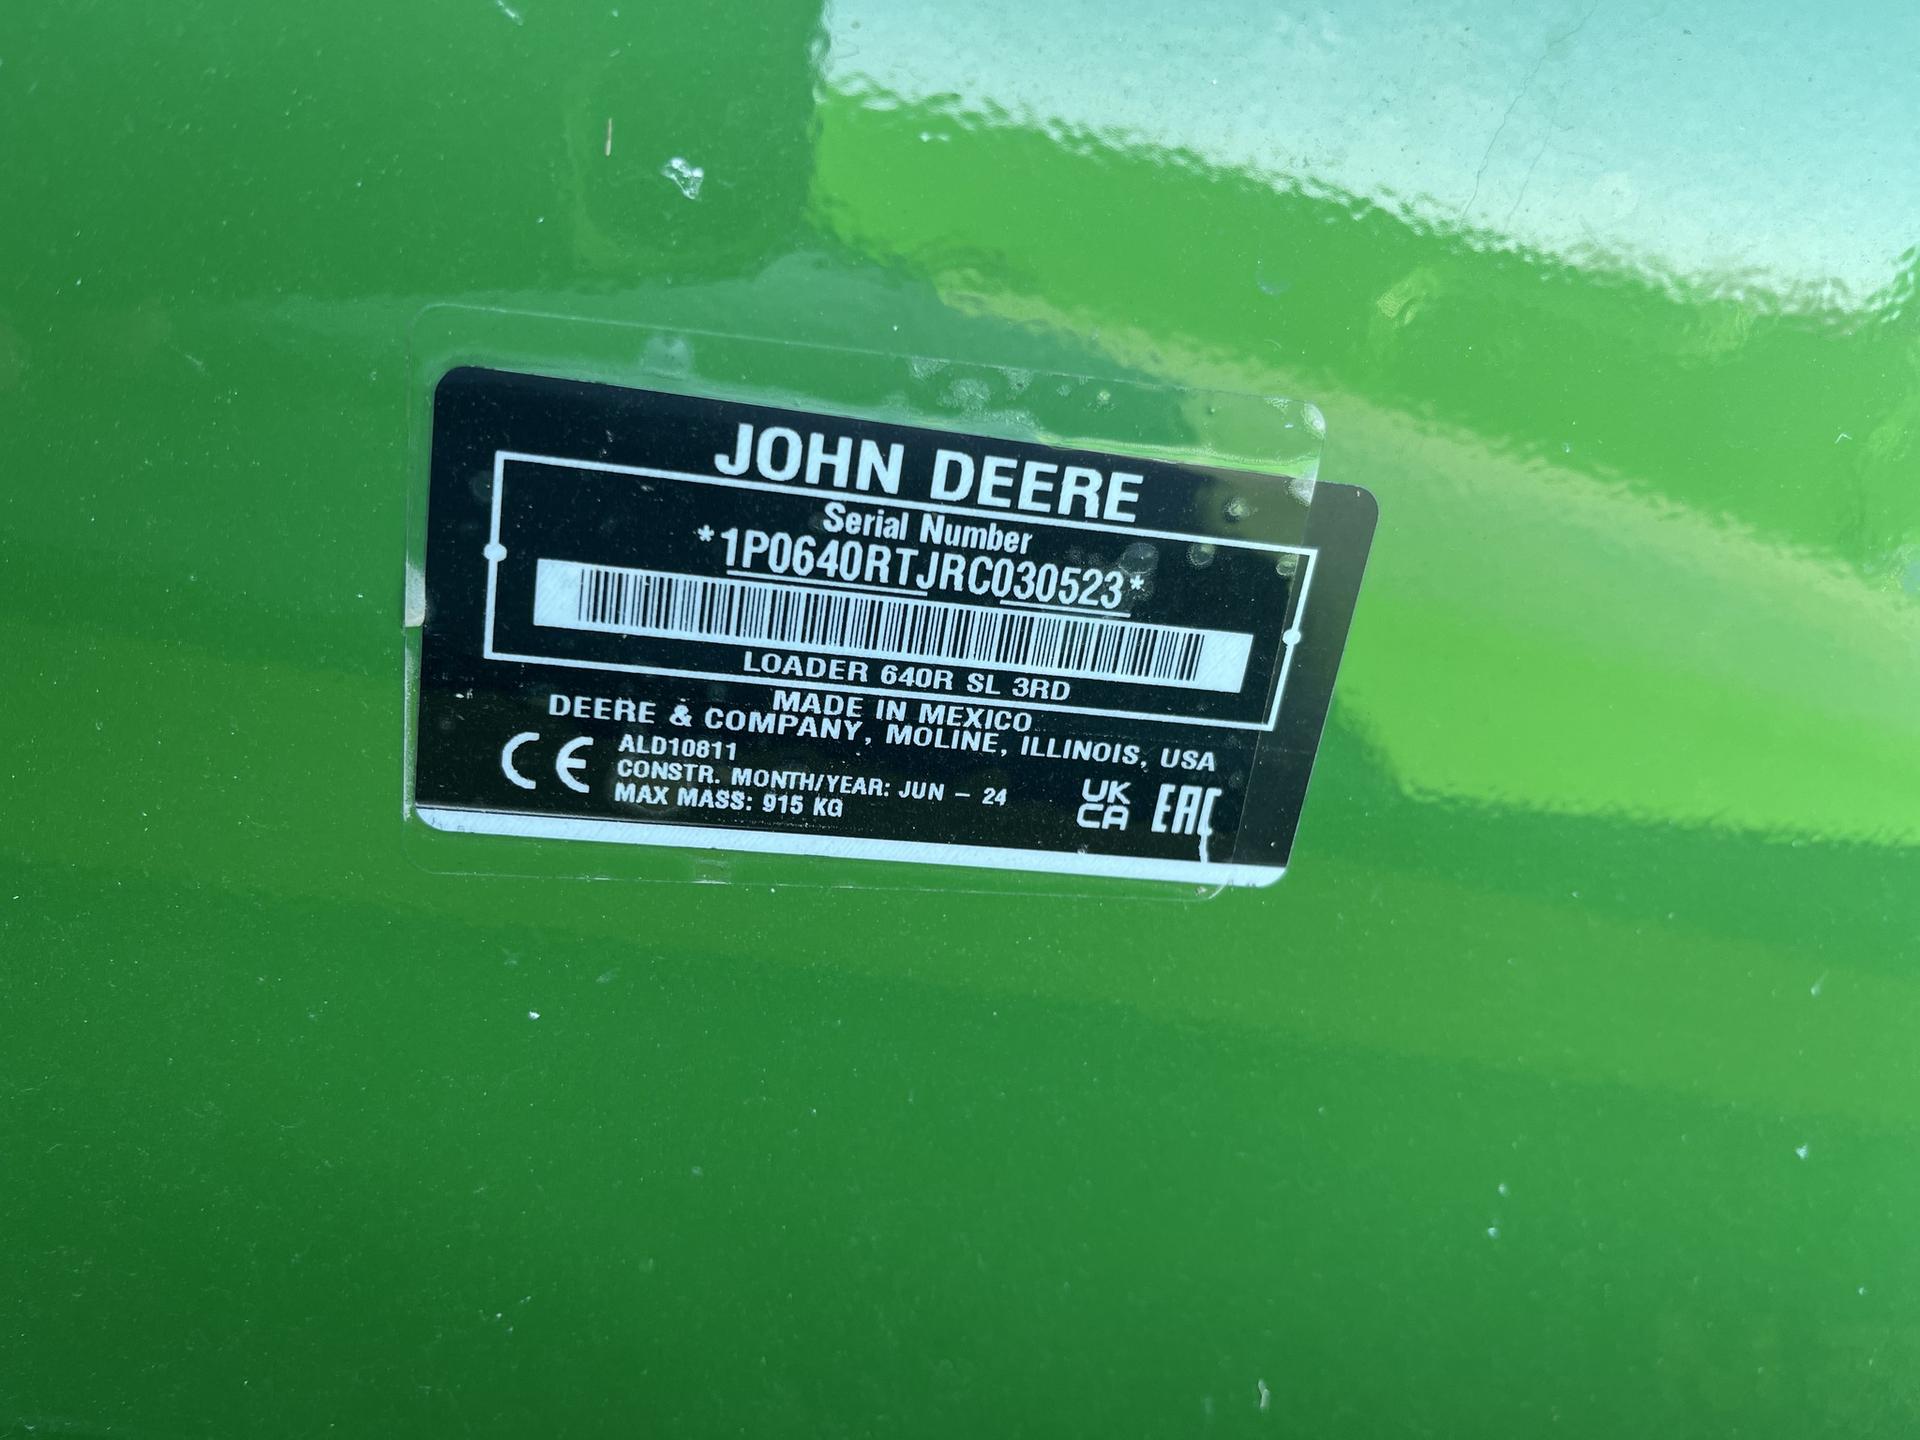 JOHN DEERE
Serial Number
*1P0640RTJRC030523*
LOADER 640R SL 3RD
MADE IN MEXICO
DEERE & COMPANY, MOLINE, ILLINOIS, USA
CE
ALD10811
CONSTR. MONTH/YEAR: JUN - 24
MAX MASS: 915 KG
UK
CA
EAC